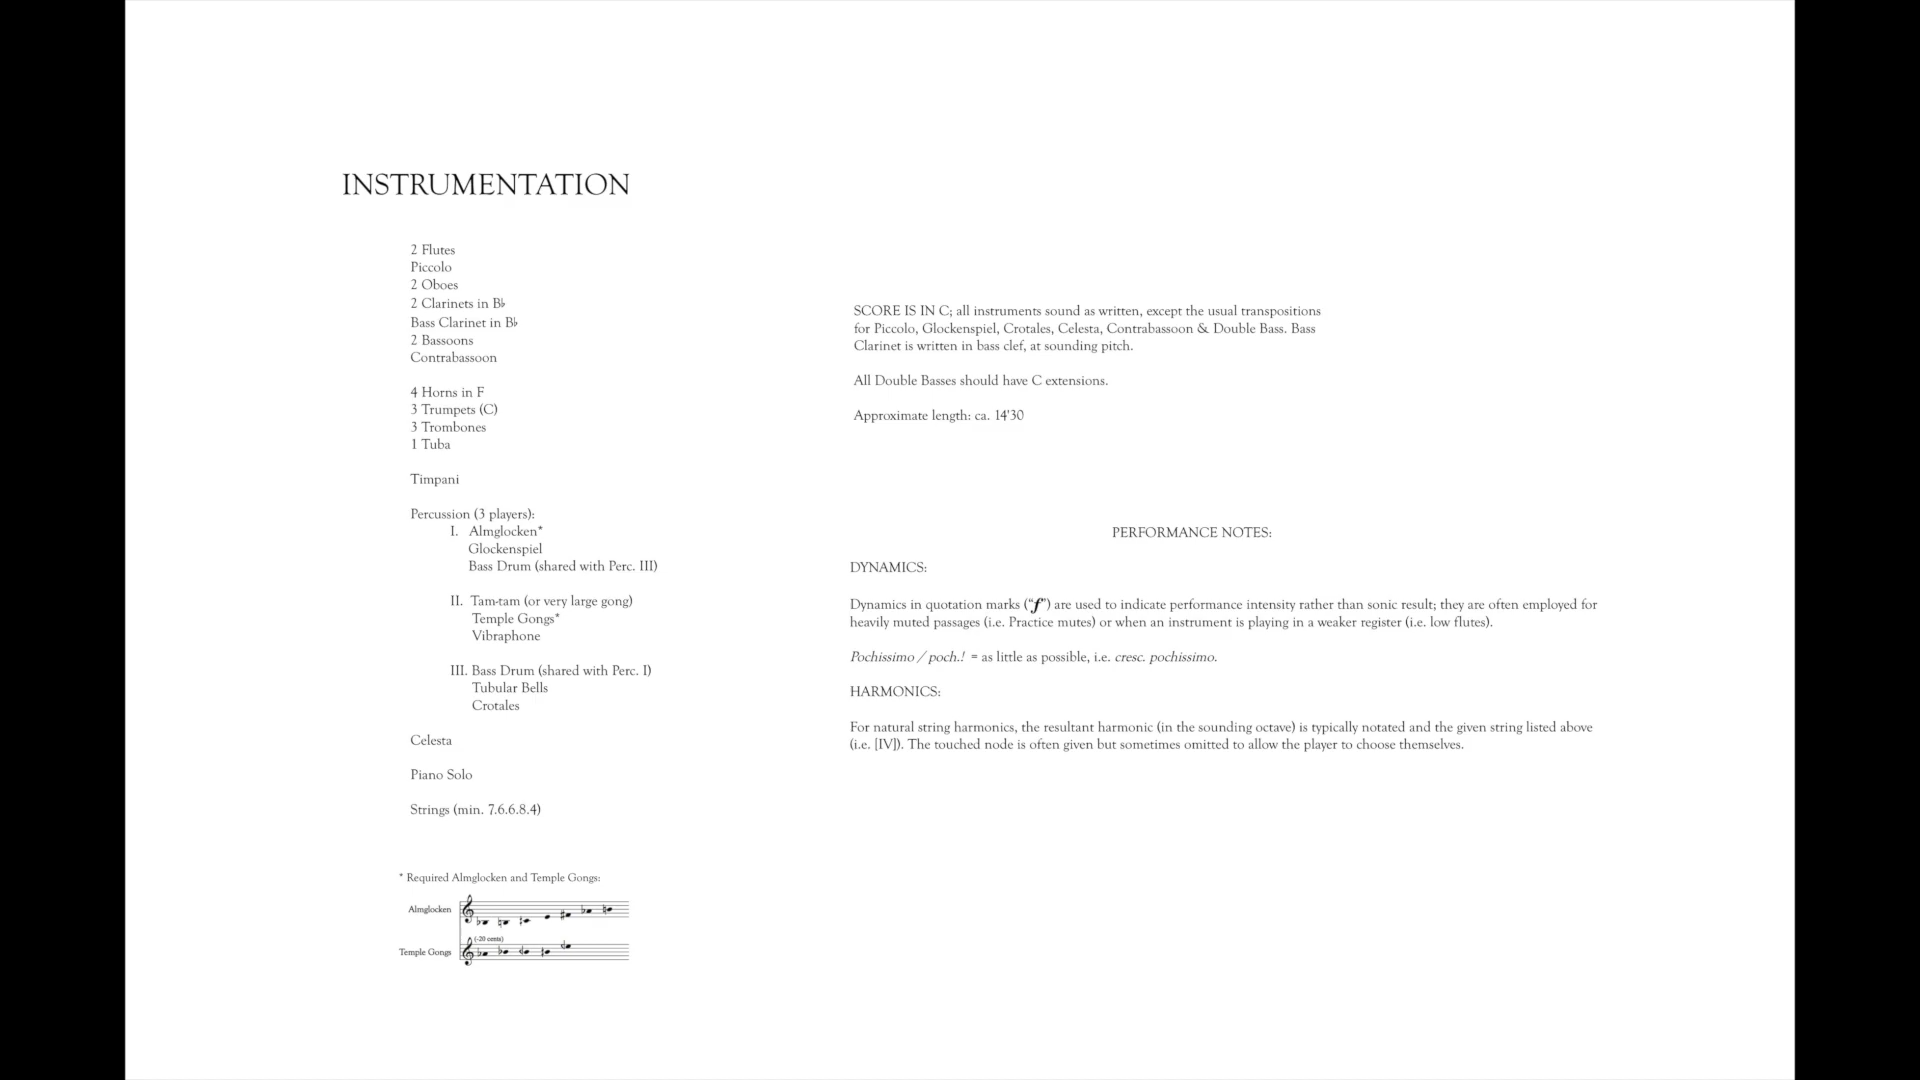 INSTRUMENTATION
2 Flutes
Piccolo
2 Oboes
2 Clarinets in B♭
Bass Clarinet in B♭
2 Bassoons
Contrabassoon
4 Horns in F
3 Trumpets (C)
3 Trombones
1 Tuba
Timpani
Percussion (3 players):
I. Almglocken*
Glockenspiel
Bass Drum (shared with Perc. III)
II. Tam-tam (or very large gong)
Temple Gongs*
Vibraphone
III. Bass Drum (shared with Perc. I)
Tubular Bells
Crotales
Celesta
Piano Solo
Strings (min. 7.6.6.8.4)
* Required Almglocken and Temple Gongs:
Almglocken
(-20 cents)
Temple Gongs
SCORE IS IN C; all instruments sound as written, except the usual transpositions
for Piccolo, Glockenspiel, Crotales, Celesta, Contrabassoon & Double Bass. Bass
Clarinet is written in bass clef, at sounding pitch.
All Double Basses should have C extensions.
Approximate length: ca. 14'30
PERFORMANCE NOTES:
DYNAMICS:
Dynamics in quotation marks (“f”) are used to indicate performance intensity rather than sonic result; they are often employed for
heavily muted passages (i.e. Practice mutes) or when an instrument is playing in a weaker register (i.e. low flutes).
Pochissimo / poch.! = as little as possible, i.e. cresc. pochissimo.
HARMONICS:
For natural string harmonics, the resultant harmonic (in the sounding octave) is typically notated and the given string listed above
(i.e. [IV]). The touched node is often given but sometimes omitted to allow the player to choose themselves.